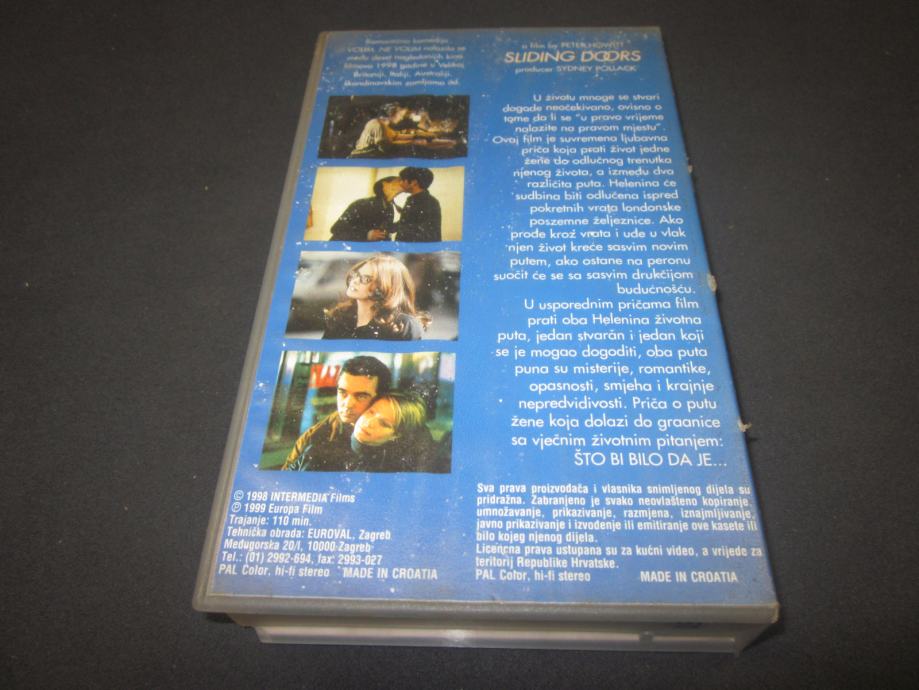 Romantična komedija
VOLIM, NE VOLIM nalazila se
među deset najgledanijih kino
filmova 1998 godine u Velikoj
Britaniji, Italiji, Australiji,
skandinavskim zemljama itd.
a film by PETER HOWITT
SLIDING DOORS
producer SYDNEY POLLACK
U životu mnoge se stvari
događe neočekivano, ovisno o
tome da li se "u pravo vrijeme
nalazite na pravom mjestu".
Ovaj film je suvremena ljubavna
priča koja prati život jedne
žene do odlučnog trenutka
njenog života, a između dva
različita puta. Helenina će
sudbina biti odlučena ispred
pokretnih vrata londonske
poszemne željeznice. Ako
prođe kroz vrata i uđe u vlak
njen život kreće sasvim novim
putem, ako ostane na peronu
suočit će se sa sasvim drukčijom
budućnošću.
U usporednim pričama film
prati oba Helenina životna
puta, jedan stvaran i jedan koji
se je mogao dogoditi, oba puta
puna su misterije, romantike,
opasnosti, smjeha i krajnje
nepredvidivosti. Priča o putu
žene koja dolazi do graanice
sa vječnim životnim pitanjem:
ŠTO BI BILO DA JE...
© 1998 INTERMEDIA Films
℗ 1999 Europa Film
Trajanje: 110 min.
Tehnička obrada: EUROVAL, Zagreb
Međugorska 20/I, 10000 Zagreb
Tel.: (01) 2992-694, fax: 2993-027
PAL Color, hi-fi stereo MADE IN CROATIA
Sva prava proizvođača i vlasnika snimljenog dijela su
pridražna. Zabranjeno je svako neovlašteno kopiranje,
umnožavanje, prikazivanje, razmjena, iznajmljivanje,
javno prikazivanje i izvođenje ili emitiranje ove kasete ili
bilo kojeg njenog dijela.
Licencna prava ustupana su za kućni video, a vrijede za
teritorij Republike Hrvatske.
PAL Color, hi-fi stereo MADE IN CROATIA